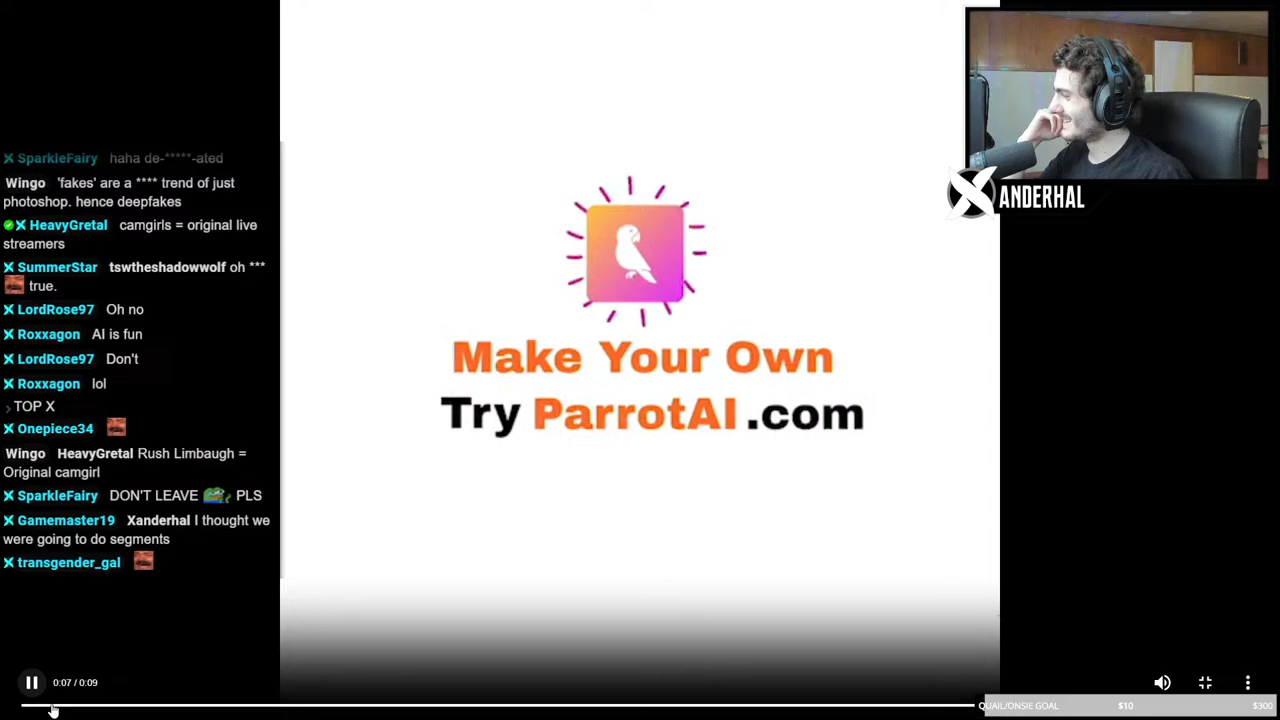 SparkleFairy haha de-*****-ated
Wingo 'fakes' are a **** trend of just
photoshop. hence deepfakes
HeavyGretal camgirls = original live
streamers
SummerStar tswtheshadowwolf oh ***
true.
LordRose97 Oh no
Roxxagon AI is fun
LordRose97 Don't
Roxxagon lol
TOP X
Onepiece34
Wingo HeavyGretal Rush Limbaugh =
Original camgirl
SparkleFairy DON'T LEAVE PLS
Gamemaster19 Xanderhal I thought we
were going to do segments
transgender_gal
Make Your Own
Try ParrotAI.com
XANDERHAL
0:07 / 0:09
QUAIL/ONSIE GOAL $10 $300